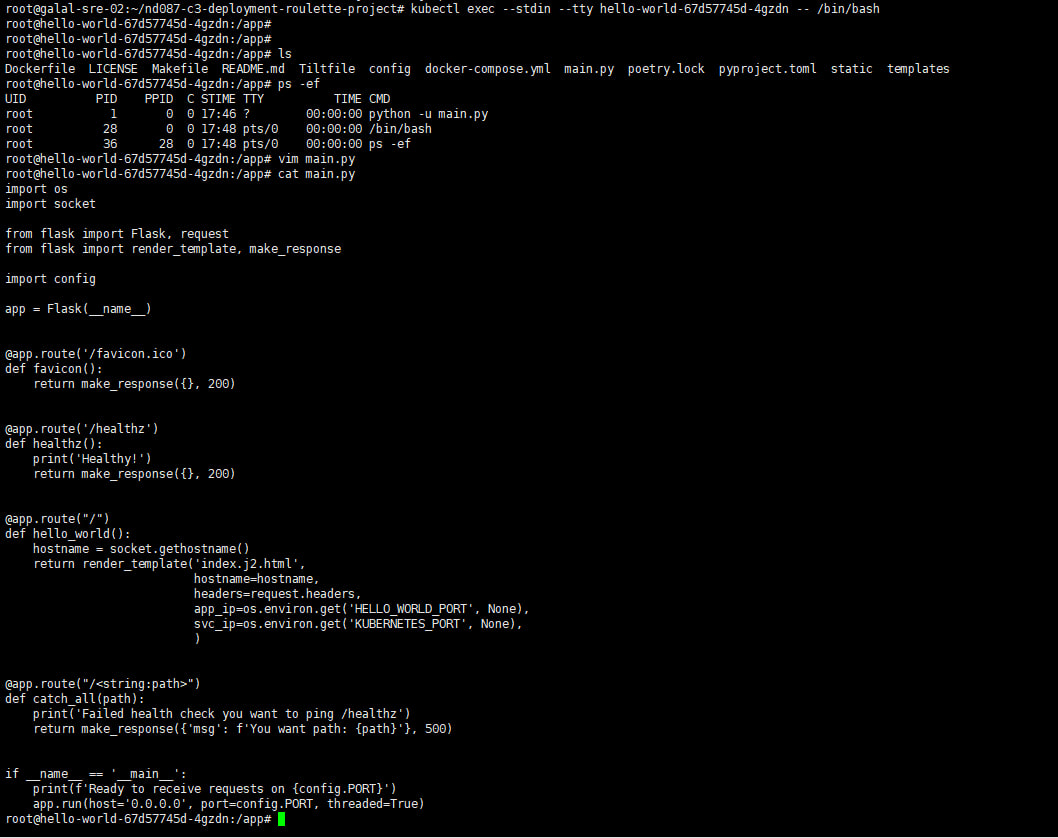 root@galal-sre-02:~/nd087-c3-deployment-roulette-project# kubectl exec --stdin --tty hello-world-67d57745d-4gzdn -- /bin/bash
root@hello-world-67d57745d-4gzdn:/app#
root@hello-world-67d57745d-4gzdn:/app#
root@hello-world-67d57745d-4gzdn:/app# ls
Dockerfile  LICENSE  Makefile  README.md  Tiltfile  config  docker-compose.yml  main.py  poetry.lock  pyproject.toml  static  templates
root@hello-world-67d57745d-4gzdn:/app# ps -ef
UID          PID    PPID  C STIME TTY          TIME CMD
root           1       0  0 17:46 ?        00:00:00 python -u main.py
root          28       0  0 17:48 pts/0    00:00:00 /bin/bash
root          36      28  0 17:48 pts/0    00:00:00 ps -ef
root@hello-world-67d57745d-4gzdn:/app# vim main.py
root@hello-world-67d57745d-4gzdn:/app# cat main.py
import os
import socket

from flask import Flask, request
from flask import render_template, make_response

import config

app = Flask(__name__)


@app.route('/favicon.ico')
def favicon():
    return make_response({}, 200)


@app.route('/healthz')
def healthz():
    print('Healthy!')
    return make_response({}, 200)


@app.route("/")
def hello_world():
    hostname = socket.gethostname()
    return render_template('index.j2.html',
                           hostname=hostname,
                           headers=request.headers,
                           app_ip=os.environ.get('HELLO_WORLD_PORT', None),
                           svc_ip=os.environ.get('KUBERNETES_PORT', None),
                           )


@app.route("/<string:path>")
def catch_all(path):
    print('Failed health check you want to ping /healthz')
    return make_response({'msg': f'You want path: {path}'}, 500)


if __name__ == '__main__':
    print(f'Ready to receive requests on {config.PORT}')
    app.run(host='0.0.0.0', port=config.PORT, threaded=True)
root@hello-world-67d57745d-4gzdn:/app#